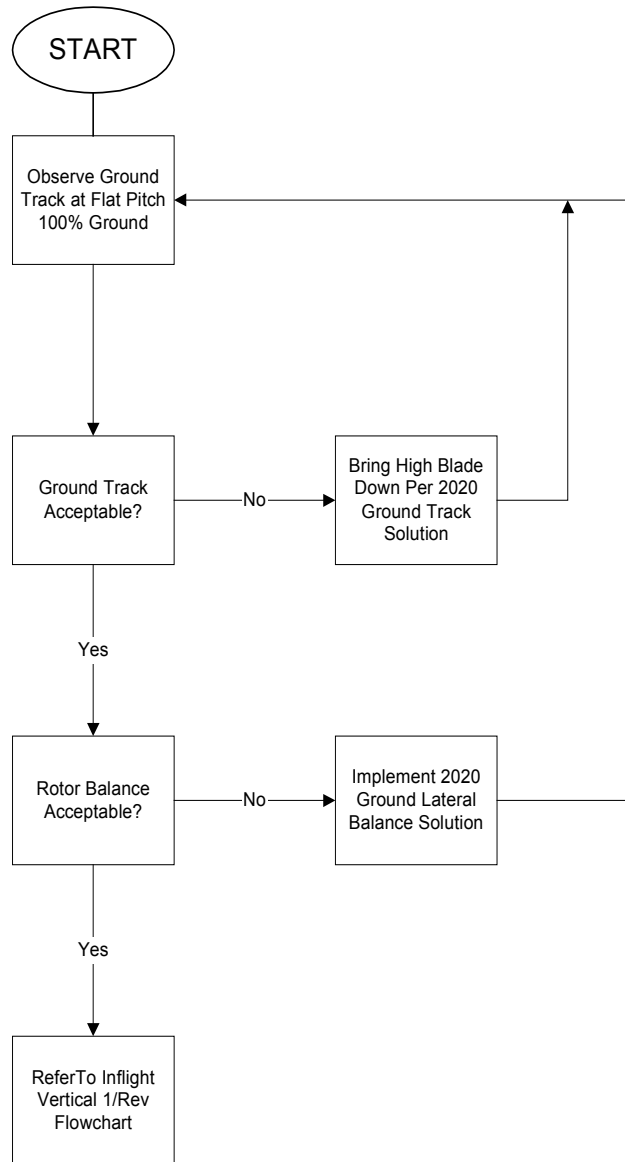 START
Observe Ground
Track at Flat Pitch
100% Ground
Ground Track
Acceptable?
No
Bring High Blade
Down Per 2020
Ground Track
Solution
Yes
Rotor Balance
Acceptable?
No
Implement 2020
Ground Lateral
Balance Solution
Yes
ReferTo Inflight
Vertical 1/Rev
Flowchart